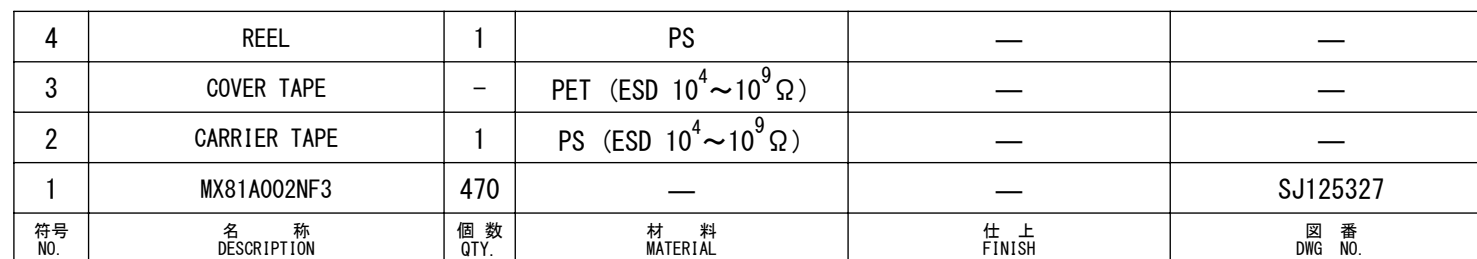 4 REEL 1 PS — —
3 COVER TAPE - PET (ESD 10⁴～10⁹Ω) — —
2 CARRIER TAPE 1 PS (ESD 10⁴～10⁹Ω) — —
1 MX81A002NF3 470 — — SJ125327
符号 名 称 個 数 材 料 仕 上 図 番
NO. DESCRIPTION QTY. MATERIAL FINISH DWG NO.